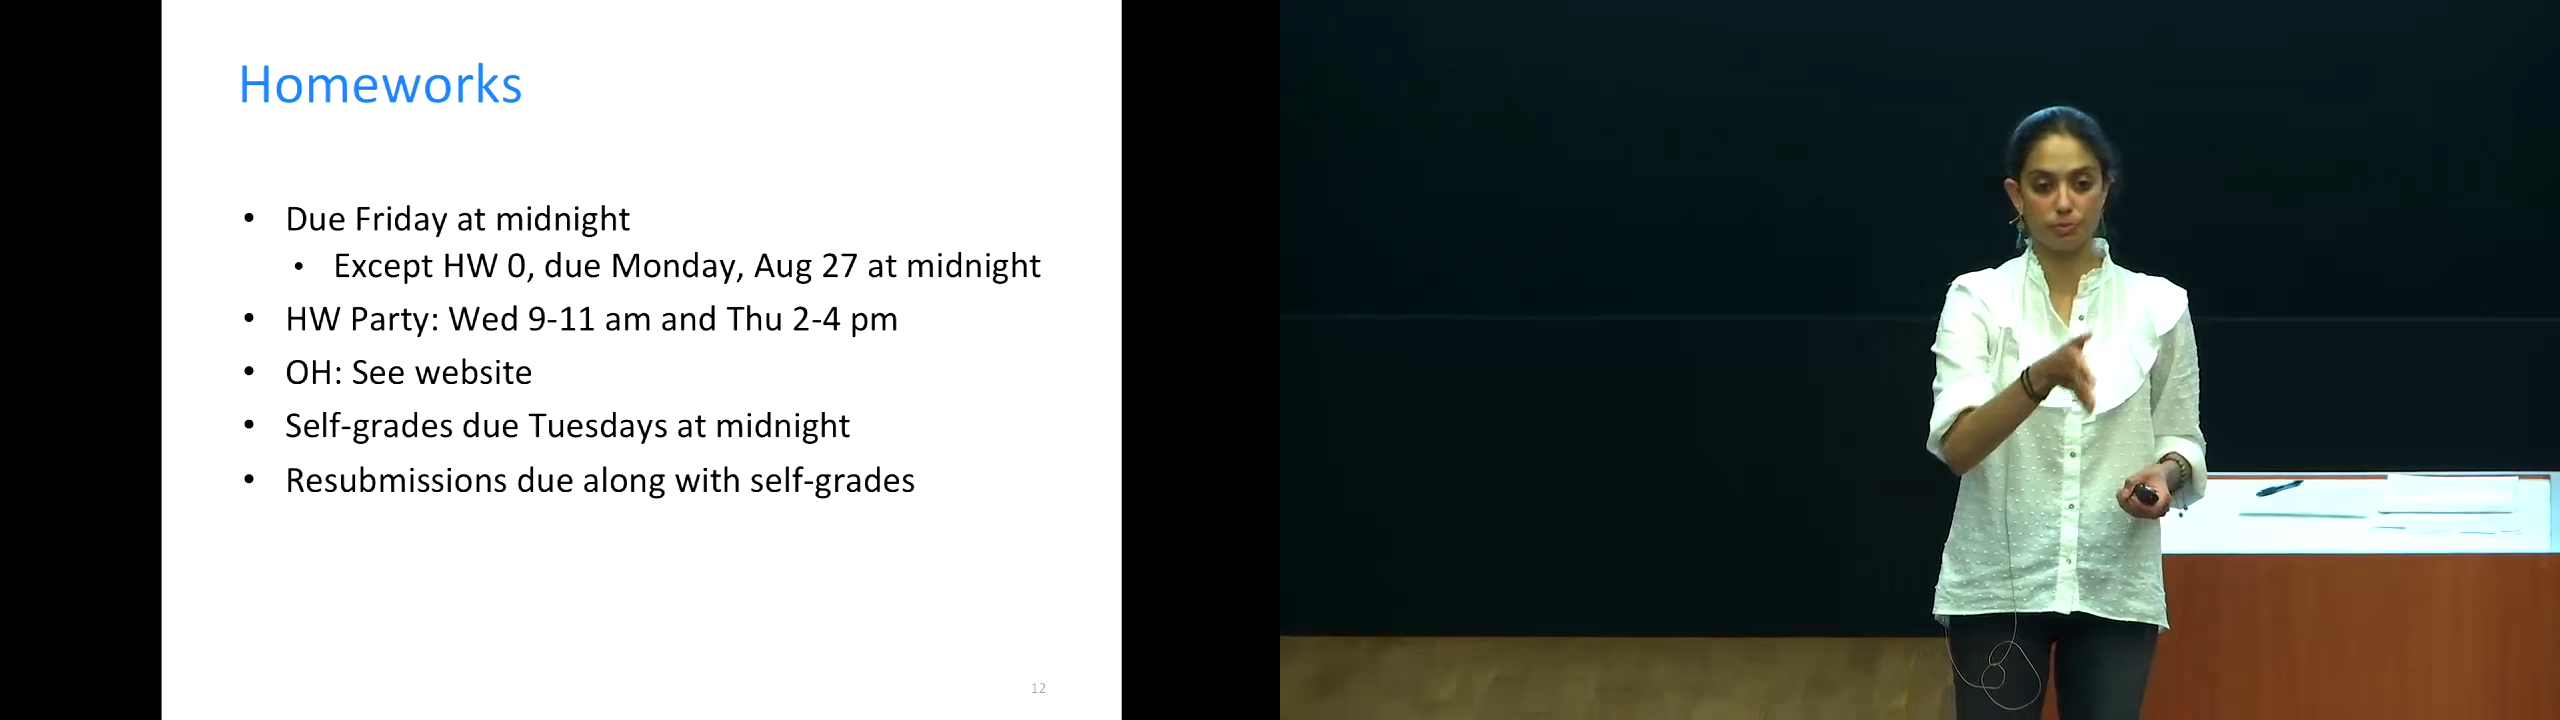 Homeworks
• Due Friday at midnight
• Except HW 0, due Monday, Aug 27 at midnight
• HW Party: Wed 9-11 am and Thu 2-4 pm
• OH: See website
• Self-grades due Tuesdays at midnight
• Resubmissions due along with self-grades
12